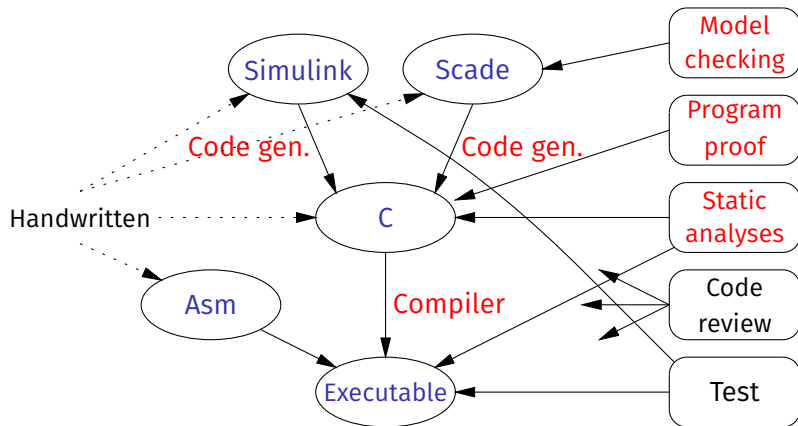 Model
checking
Simulink
Scade
Program
proof
Code gen.
Code gen.
Handwritten
C
Static
analyses
Asm
Compiler
Code
review
Executable
Test